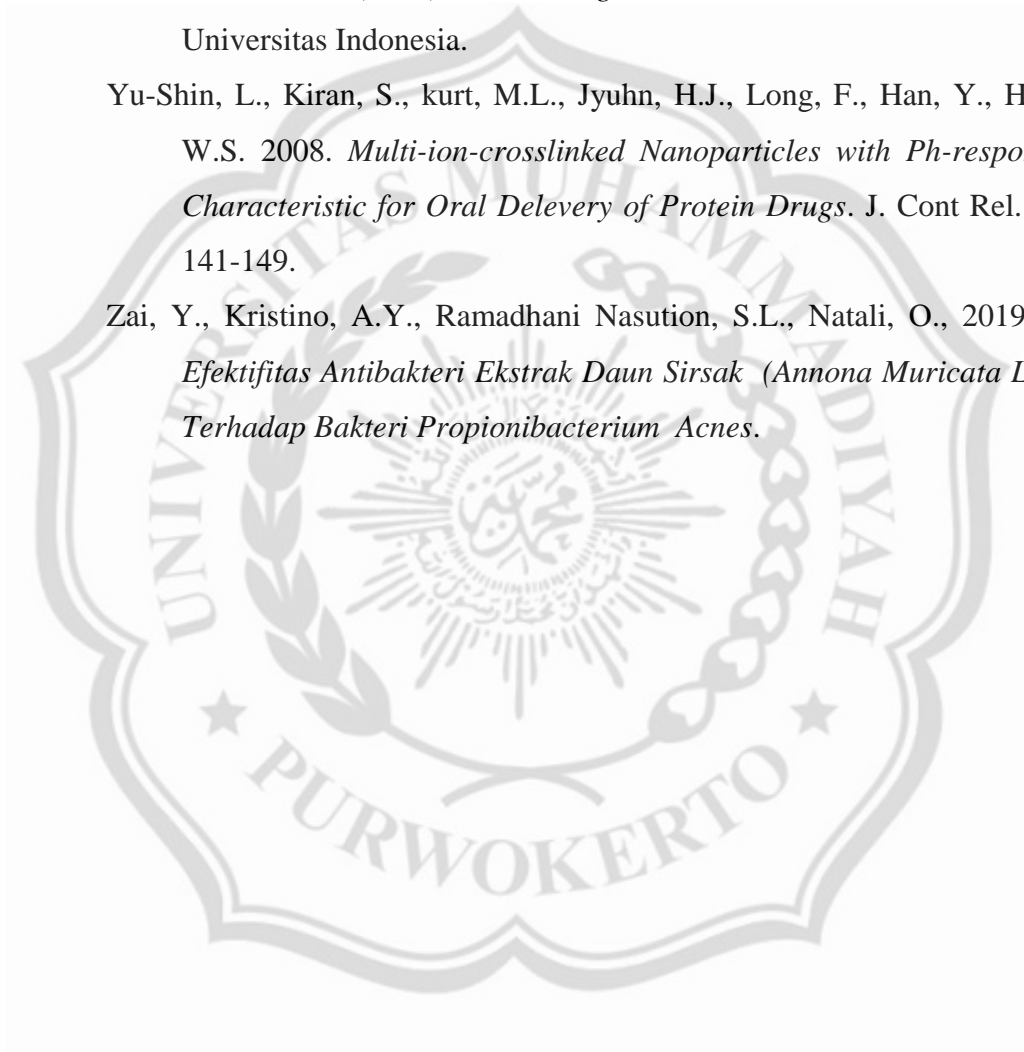 Universitas Indonesia.
Yu-Shin, L., Kiran, S., kurt, M.L., Jyuhn, H.J., Long, F., Han, Y., H
W.S. 2008. Multi-ion-crosslinked Nanoparticles with Ph-respo
Characteristic for Oral Delevery of Protein Drugs. J. Cont Rel.
141-149.
Zai, Y., Kristino, A.Y., Ramadhani Nasution, S.L., Natali, O., 2019
Efektifitas Antibakteri Ekstrak Daun Sirsak (Annona Muricata L
Terhadap Bakteri Propionibacterium Acnes.
UNIVERSITAS MUHAMMADIYAH
PURWOKERTO